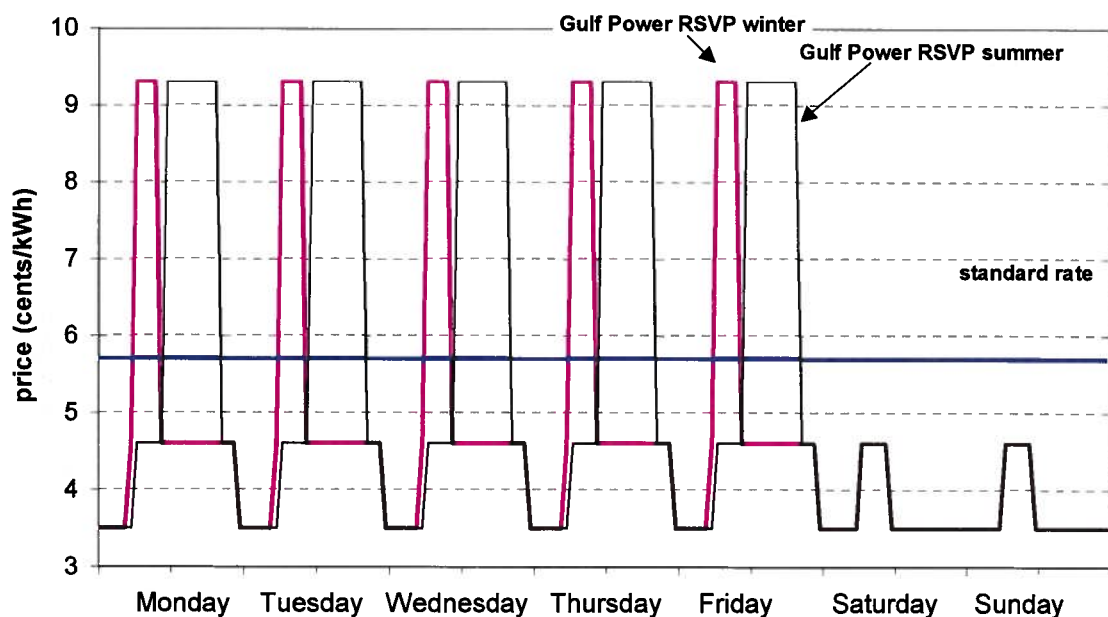 Gulf Power RSVP winter
Gulf Power RSVP summer
standard rate
price (cents/kWh)
10
9
8
7
6
5
4
3
Monday Tuesday Wednesday Thursday Friday Saturday Sunday